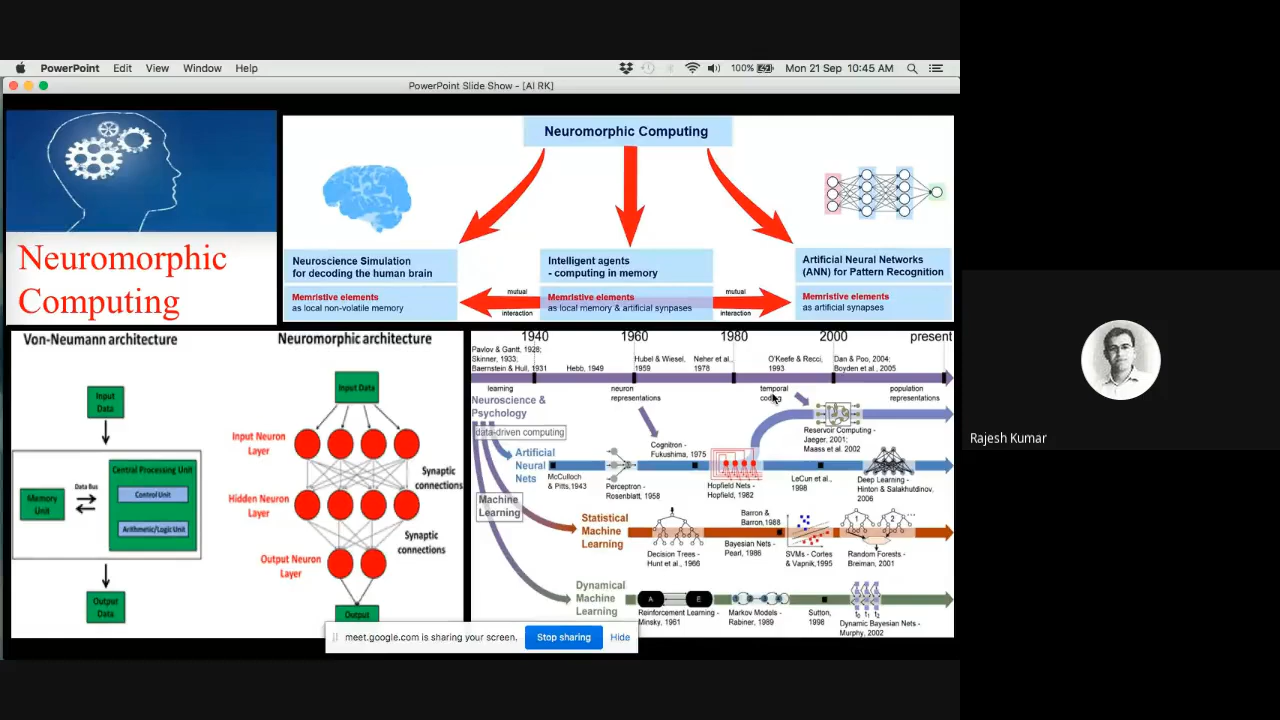 PowerPoint Edit View Window Help
100% Mon 21 Sep 10:45 AM
PowerPoint Slide Show - [AI RK]
Neuromorphic
Computing
Neuromorphic Computing
Neuroscience Simulation
for decoding the human brain
Memristive elements
as local non-volatile memory
mutual
interaction
Intelligent agents
- computing in memory
Memristive elements
as local memory & artificial synpases
mutual
interaction
Artificial Neural Networks
(ANN) for Pattern Recognition
Memristive elements
as artificial synapses
Von-Neumann architecture
Input
Data
Central Processing Unit
Control Unit
Arithmetic/Logic Unit
Data Bus
Memory
Unit
Output
Data
Neuromorphic architecture
Input Data
Input Neuron
Layer
Synaptic
connections
Hidden Neuron
Layer
Synaptic
connections
Output Neuron
Layer
Output
1940 1960 1980 2000 present
Pavlov & Gantt, 1928;
Skinner, 1933;
Baernstein & Hull, 1931
Hebb, 1949
Hubel & Wiesel,
1959
Neher et al.,
1978
O'Keefe & Recci,
1993
Dan & Poo, 2004;
Boyden et al., 2005
learning
neuron
representations
temporal
coding
population
representations
Neuroscience &
Psychology
data-driven computing
Artificial
Neural
Nets
McCulloch
& Pitts,1943
Perceptron -
Rosenblatt, 1958
Cognitron -
Fukushima, 1975
Hopfield Nets -
Hopfield, 1982
Reservoir Computing -
Jaeger, 2001;
Maass et al. 2002
LeCun et al.,
1998
Deep Learning -
Hinton & Salakhutdinov,
2006
Machine
Learning
Statistical
Machine
Learning
Decision Trees -
Hunt et al., 1966
Barron &
Barron,1988
Bayesian Nets -
Pearl, 1986
SVMs - Cortes
& Vapnik,1995
1 2 ...
Random Forests -
Breiman, 2001
Dynamical
Machine
Learning
A E
Reinforcement Learning -
Minsky, 1961
Markov Models -
Rabiner, 1989
Sutton,
1998
t₀ t₁ t₂
Dynamic Bayesian Nets -
Murphy, 2002
meet.google.com is sharing your screen. Stop sharing Hide
Rajesh Kumar